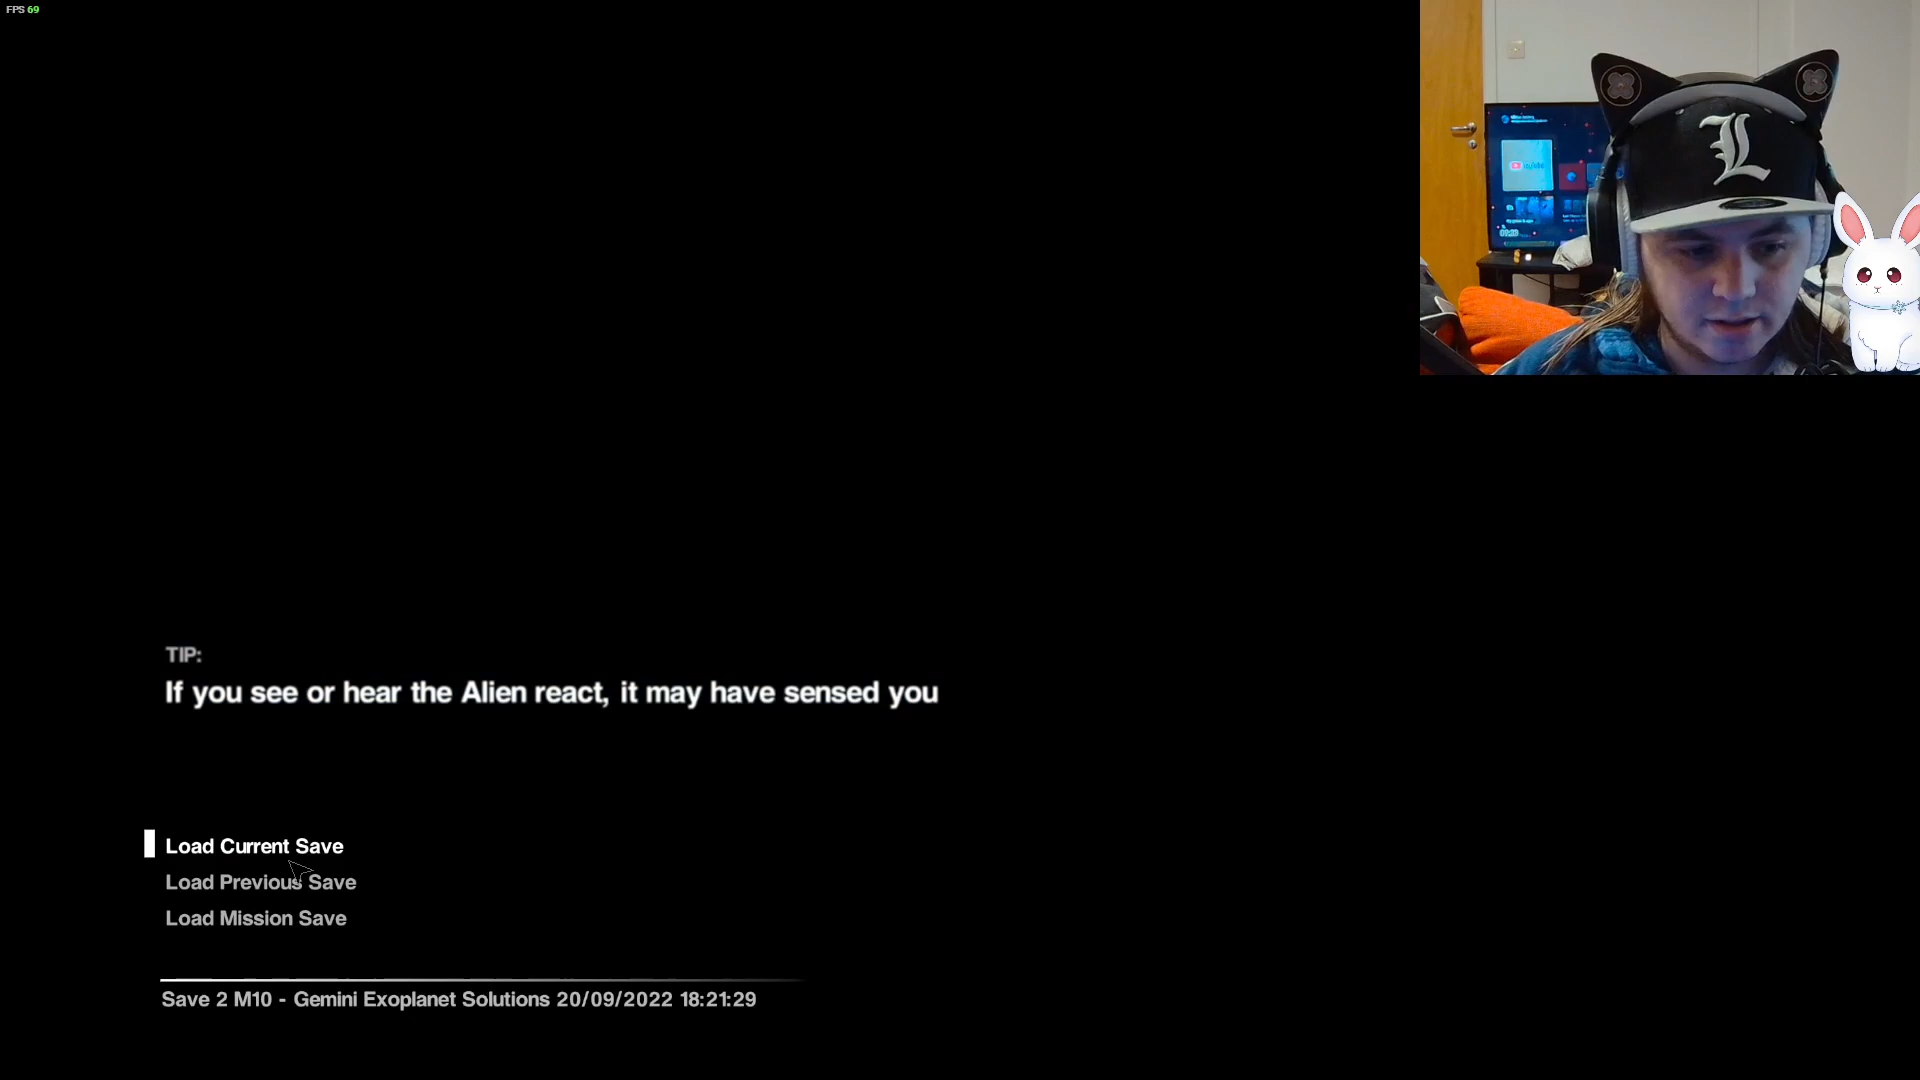 FPS 69
L
TIP:
If you see or hear the Alien react, it may have sensed you
Load Current Save
Load Previous Save
Load Mission Save
Save 2 M10 - Gemini Exoplanet Solutions 20/09/2022 18:21:29